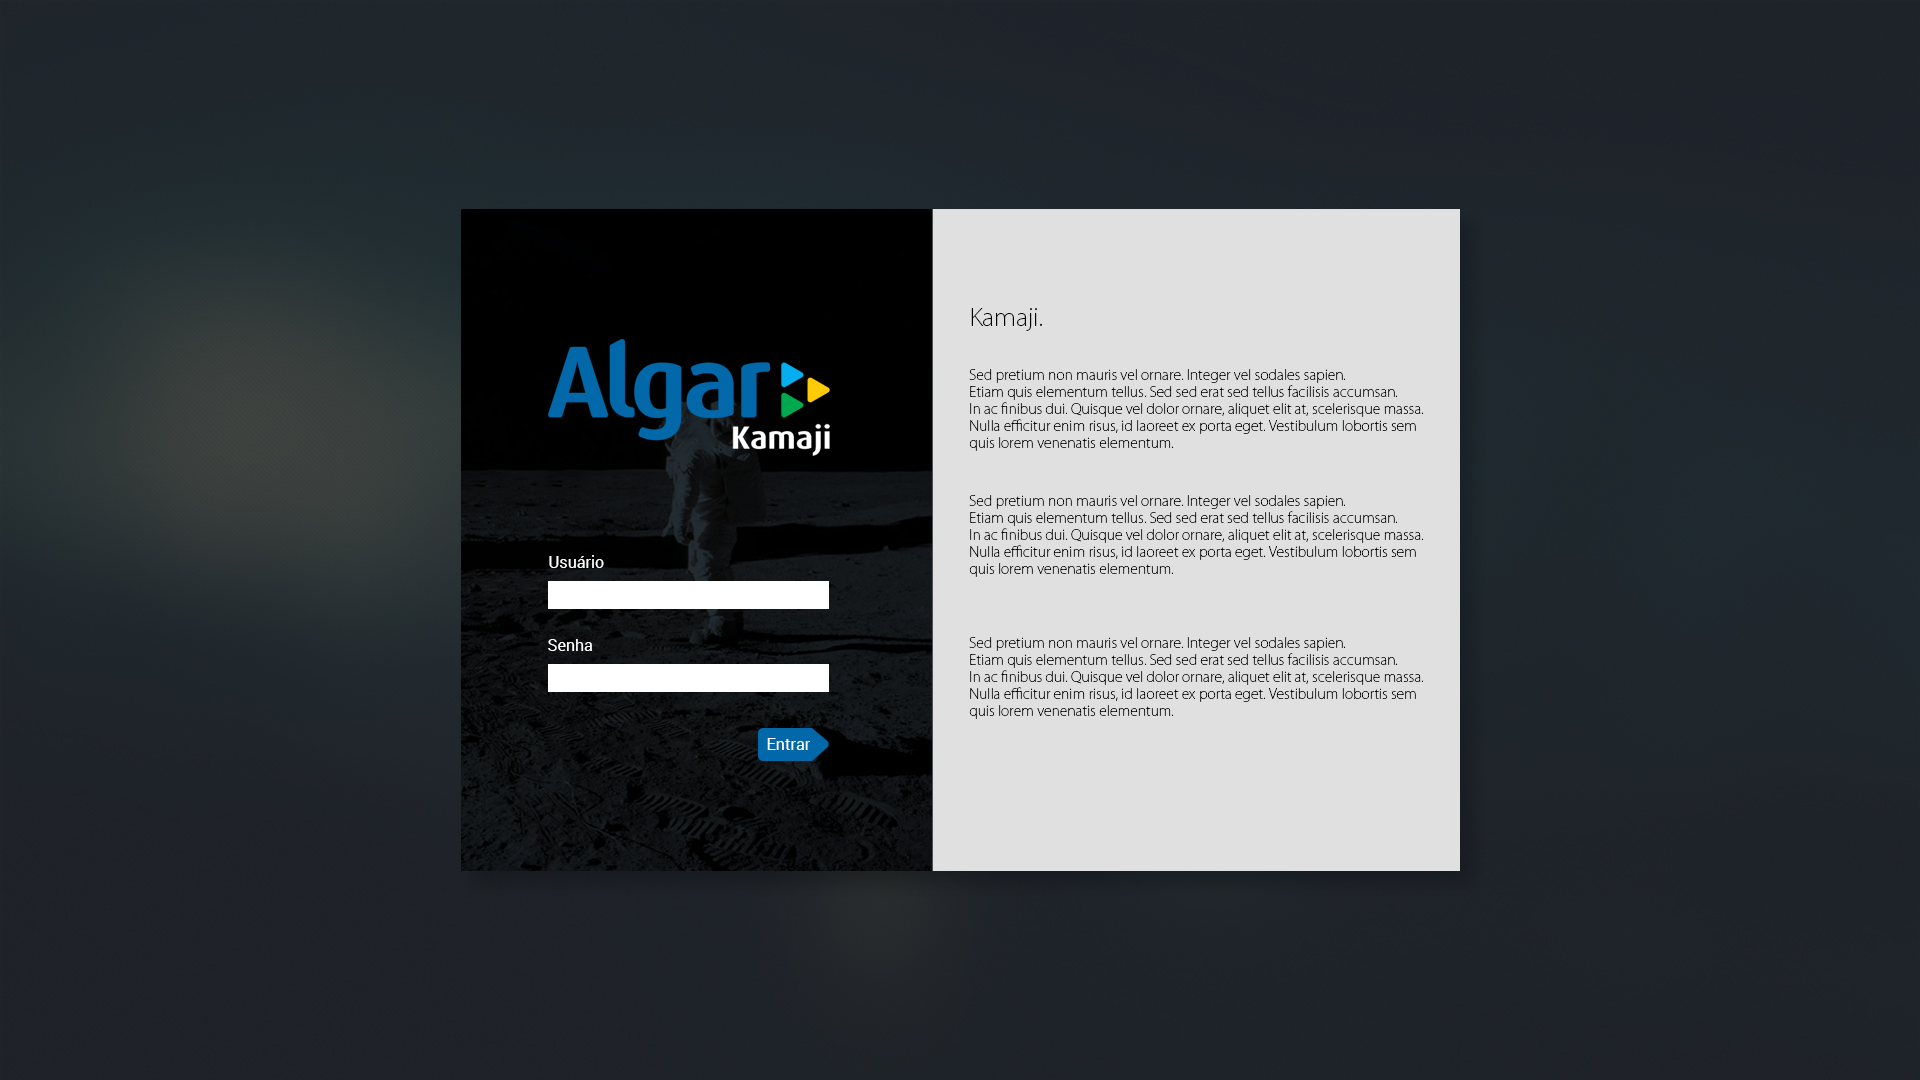 Algar
Kamaji
Usuário
Senha
Entrar
Kamaji.
Sed pretium non mauris vel ornare. Integer vel sodales sapien.
Etiam quis elementum tellus. Sed sed erat sed tellus facilisis accumsan.
In ac finibus dui. Quisque vel dolor ornare, aliquet elit at, scelerisque massa.
Nulla efficitur enim risus, id laoreet ex porta eget. Vestibulum lobortis sem
quis lorem venenatis elementum.
Sed pretium non mauris vel ornare. Integer vel sodales sapien.
Etiam quis elementum tellus. Sed sed erat sed tellus facilisis accumsan.
In ac finibus dui. Quisque vel dolor ornare, aliquet elit at, scelerisque massa.
Nulla efficitur enim risus, id laoreet ex porta eget. Vestibulum lobortis sem
quis lorem venenatis elementum.
Sed pretium non mauris vel ornare. Integer vel sodales sapien.
Etiam quis elementum tellus. Sed sed erat sed tellus facilisis accumsan.
In ac finibus dui. Quisque vel dolor ornare, aliquet elit at, scelerisque massa.
Nulla efficitur enim risus, id laoreet ex porta eget. Vestibulum lobortis sem
quis lorem venenatis elementum.